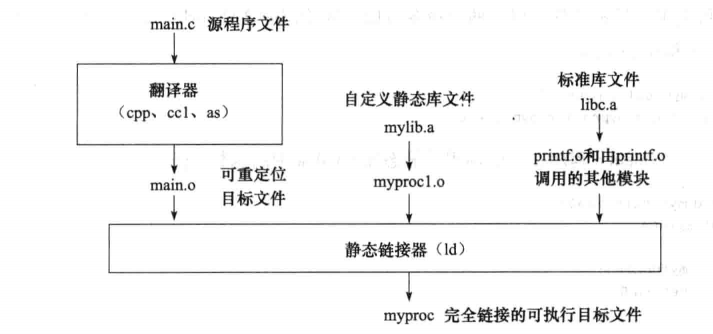 main.c 源程序文件
翻译器
（cpp、cc1、as）
main.o
可重定位
目标文件
自定义静态库文件
mylib.a
myproc1.o
标准库文件
libc.a
printf.o和由printf.o
调用的其他模块
静态链接器（ld）
myproc 完全链接的可执行目标文件